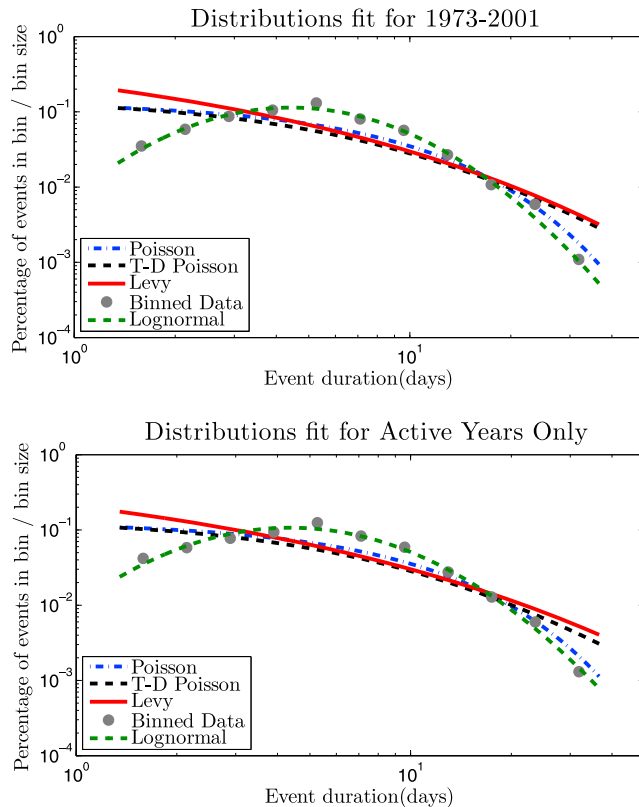 Distributions fit for 1973-2001
10^0
10^-1
10^-2
10^-3
10^-4
Percentage of events in bin / bin size
Poisson
T-D Poisson
Levy
Binned Data
Lognormal
10^0
10^1
Event duration(days)
Distributions fit for Active Years Only
10^0
10^-1
10^-2
10^-3
10^-4
Percentage of events in bin / bin size
Poisson
T-D Poisson
Levy
Binned Data
Lognormal
10^0
10^1
Event duration(days)